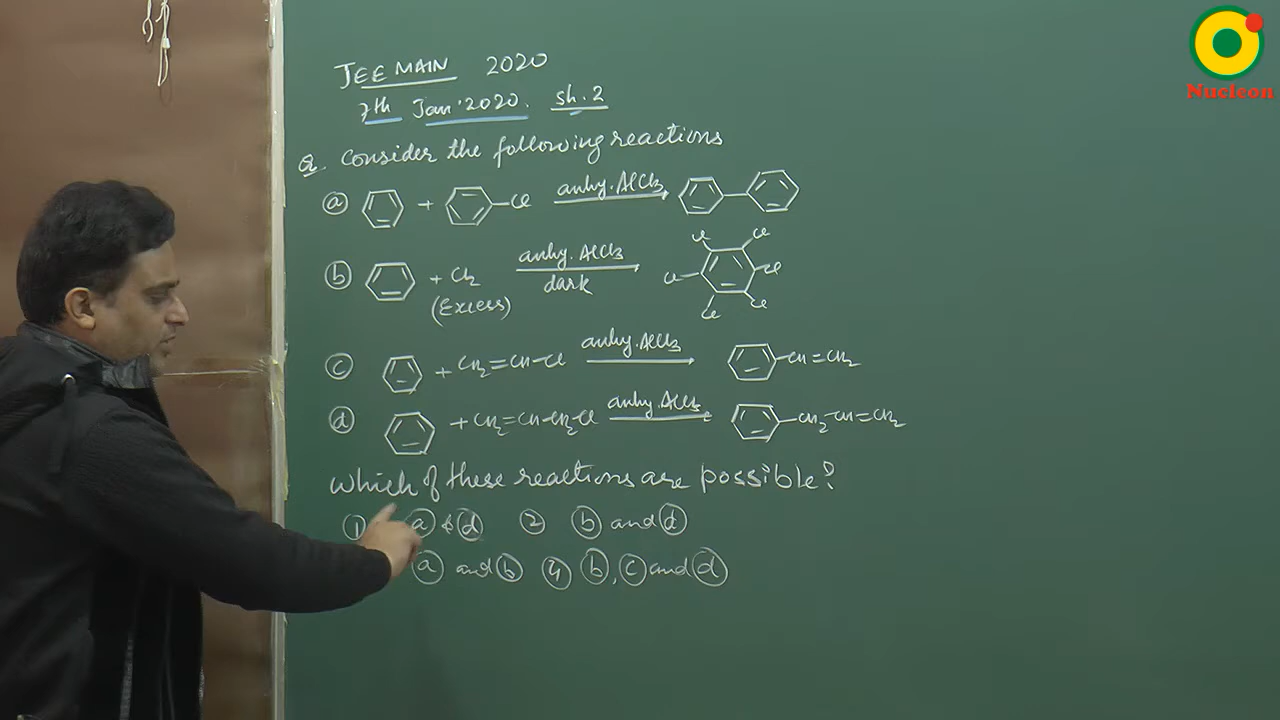 Nucleon
JEE MAIN 2020
7th Jan. 2020. Sh. 2
Q. Consider the following reactions
a + Cl anhy. AlCl3
b + Cl2 (Excess) anhy. AlCl3 dark Cl Cl Cl Cl Cl Cl
c + CH2=CH-Cl anhy. AlCl3 CH=CH2
d + CH2=CH-CH2Cl anhy. AlCl3 CH2-CH=CH2
Which of these reactions are possible?
1 a & d 2 b and d
a and b 4 b, c and d